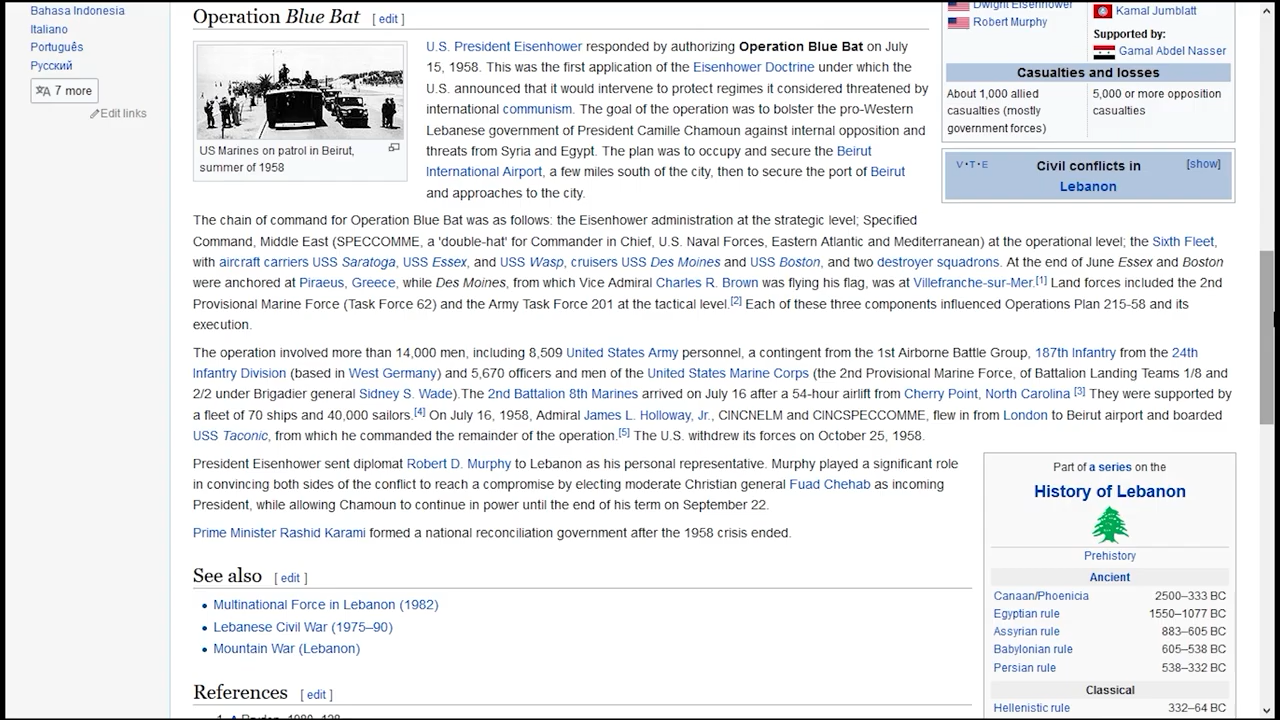 Bahasa Indonesia
Italiano
Português
Русский
7 more
Edit links
Operation Blue Bat [ edit ]
US Marines on patrol in Beirut,
summer of 1958
U.S. President Eisenhower responded by authorizing Operation Blue Bat on July
15, 1958. This was the first application of the Eisenhower Doctrine under which the
U.S. announced that it would intervene to protect regimes it considered threatened by
international communism. The goal of the operation was to bolster the pro-Western
Lebanese government of President Camille Chamoun against internal opposition and
threats from Syria and Egypt. The plan was to occupy and secure the Beirut
International Airport, a few miles south of the city, then to secure the port of Beirut
and approaches to the city.
The chain of command for Operation Blue Bat was as follows: the Eisenhower administration at the strategic level; Specified
Command, Middle East (SPECCOMME, a 'double-hat' for Commander in Chief, U.S. Naval Forces, Eastern Atlantic and Mediterranean) at the operational level; the Sixth Fleet,
with aircraft carriers USS Saratoga, USS Essex, and USS Wasp, cruisers USS Des Moines and USS Boston, and two destroyer squadrons. At the end of June Essex and Boston
were anchored at Piraeus, Greece, while Des Moines, from which Vice Admiral Charles R. Brown was flying his flag, was at Villefranche-sur-Mer.[1] Land forces included the 2nd
Provisional Marine Force (Task Force 62) and the Army Task Force 201 at the tactical level.[2] Each of these three components influenced Operations Plan 215-58 and its
execution.
The operation involved more than 14,000 men, including 8,509 United States Army personnel, a contingent from the 1st Airborne Battle Group, 187th Infantry from the 24th
Infantry Division (based in West Germany) and 5,670 officers and men of the United States Marine Corps (the 2nd Provisional Marine Force, of Battalion Landing Teams 1/8 and
2/2 under Brigadier general Sidney S. Wade).The 2nd Battalion 8th Marines arrived on July 16 after a 54-hour airlift from Cherry Point, North Carolina [3] They were supported by
a fleet of 70 ships and 40,000 sailors.[4] On July 16, 1958, Admiral James L. Holloway, Jr., CINCNELM and CINCSPECCOMME, flew in from London to Beirut airport and boarded
USS Taconic, from which he commanded the remainder of the operation.[5] The U.S. withdrew its forces on October 25, 1958.
President Eisenhower sent diplomat Robert D. Murphy to Lebanon as his personal representative. Murphy played a significant role
in convincing both sides of the conflict to reach a compromise by electing moderate Christian general Fuad Chehab as incoming
President, while allowing Chamoun to continue in power until the end of his term on September 22.
Prime Minister Rashid Karami formed a national reconciliation government after the 1958 crisis ended.
See also [ edit ]
Multinational Force in Lebanon (1982)
Lebanese Civil War (1975–90)
Mountain War (Lebanon)
References [ edit ]
Dwight Eisenhower
Robert Murphy
Kamal Jumblatt
Supported by:
Gamal Abdel Nasser
Casualties and losses
About 1,000 allied
casualties (mostly
government forces)
5,000 or more opposition
casualties
V·T·E Civil conflicts in [show]
Lebanon
Part of a series on the
History of Lebanon
Prehistory
Ancient
Canaan/Phoenicia 2500–333 BC
Egyptian rule 1550–1077 BC
Assyrian rule 883–605 BC
Babylonian rule 605–538 BC
Persian rule 538–332 BC
Classical
Hellenistic rule 332–64 BC